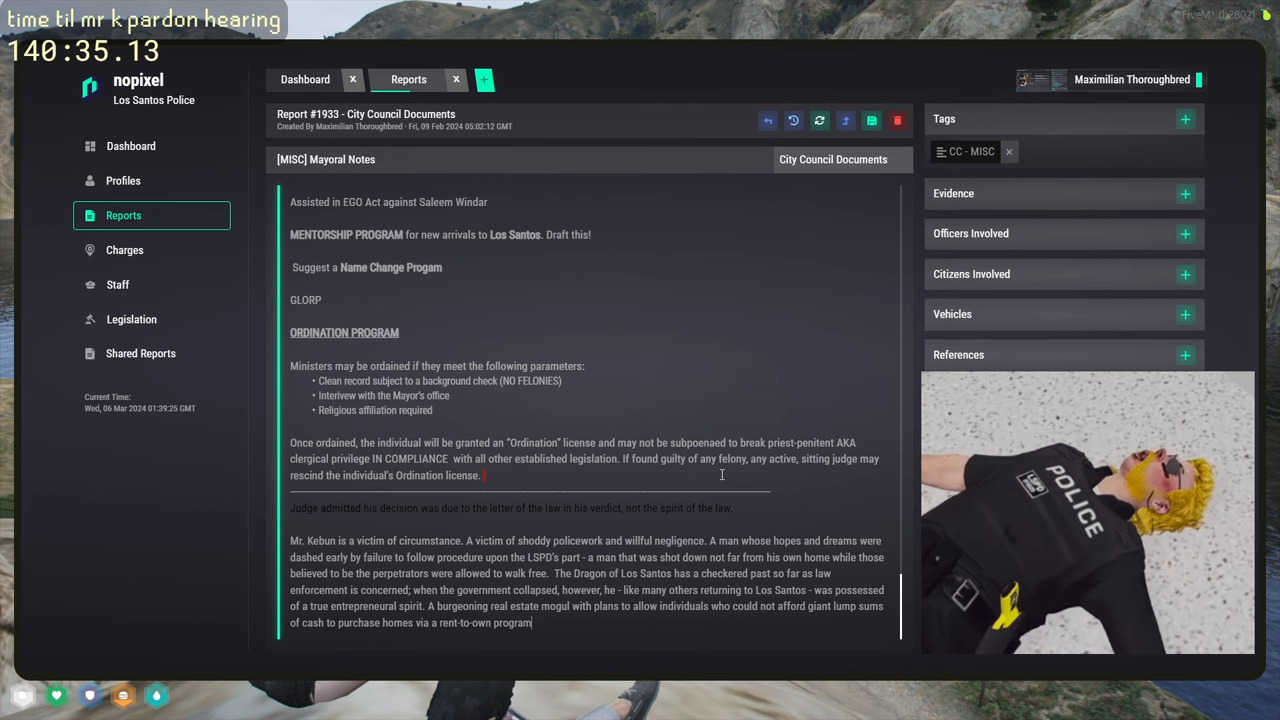 time til mr k pardon hearing
140:35.13
FiveM® (b2802)
nopixel
Los Santos Police
Dashboard
Profiles
Reports
Charges
Staff
Legislation
Shared Reports
Current Time:
Wed, 06 Mar 2024 01:39:25 GMT
Dashboard x Reports x +
Maximilian Thoroughbred
Report #1933 - City Council Documents
Created By Maximilian Thoroughbred · Fri, 09 Feb 2024 05:02:12 GMT
[MISC] Mayoral Notes
City Council Documents
Assisted in EGO Act against Saleem Windar
MENTORSHIP PROGRAM for new arrivals to Los Santos. Draft this!
Suggest a Name Change Progam
GLORP
ORDINATION PROGRAM
Ministers may be ordained if they meet the following parameters:
• Clean record subject to a background check (NO FELONIES)
• Interivew with the Mayor's office
• Religious affiliation required
Once ordained, the individual will be granted an “Ordination” license and may not be subpoenaed to break priest-penitent AKA
clergical privilege IN COMPLIANCE with all other established legislation. If found guilty of any felony, any active, sitting judge may
rescind the individual's Ordination license.
Judge admitted his decision was due to the letter of the law in his verdict, not the spirit of the law.
Mr. Kebun is a victim of circumstance. A victim of shoddy policework and willful negligence. A man whose hopes and dreams were
dashed early by failure to follow procedure upon the LSPD's part - a man that was shot down not far from his own home while those
believed to be the perpetrators were allowed to walk free. The Dragon of Los Santos has a checkered past so far as law
enforcement is concerned; when the government collapsed, however, he - like many others returning to Los Santos - was possessed
of a true entrepreneurial spirit. A burgeoning real estate mogul with plans to allow individuals who could not afford giant lump sums
of cash to purchase homes via a rent-to-own program
Tags
CC - MISC x
Evidence
Officers Involved
Citizens Involved
Vehicles
References
LSPD
POLICE